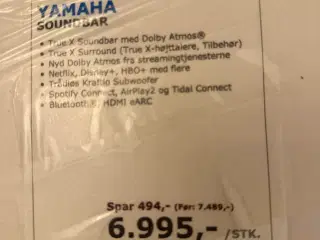 YAMAHA
SOUNDBAR
• True X Soundbar med Dolby Atmos®
• True X Surround (True X-højttalere, Tilbehør)
• Nyd Dolby Atmos fra streamingtjenesterne
• Netflix, Disney+, HBO+ med flere
• Trådløs Kraftig Subwoofer
• Spotify Connect, AirPlay2 og Tidal Connect
• Bluetooth®, HDMI eARC
Spar 494,- (Før: 7.489,-)
6.995,- /STK.